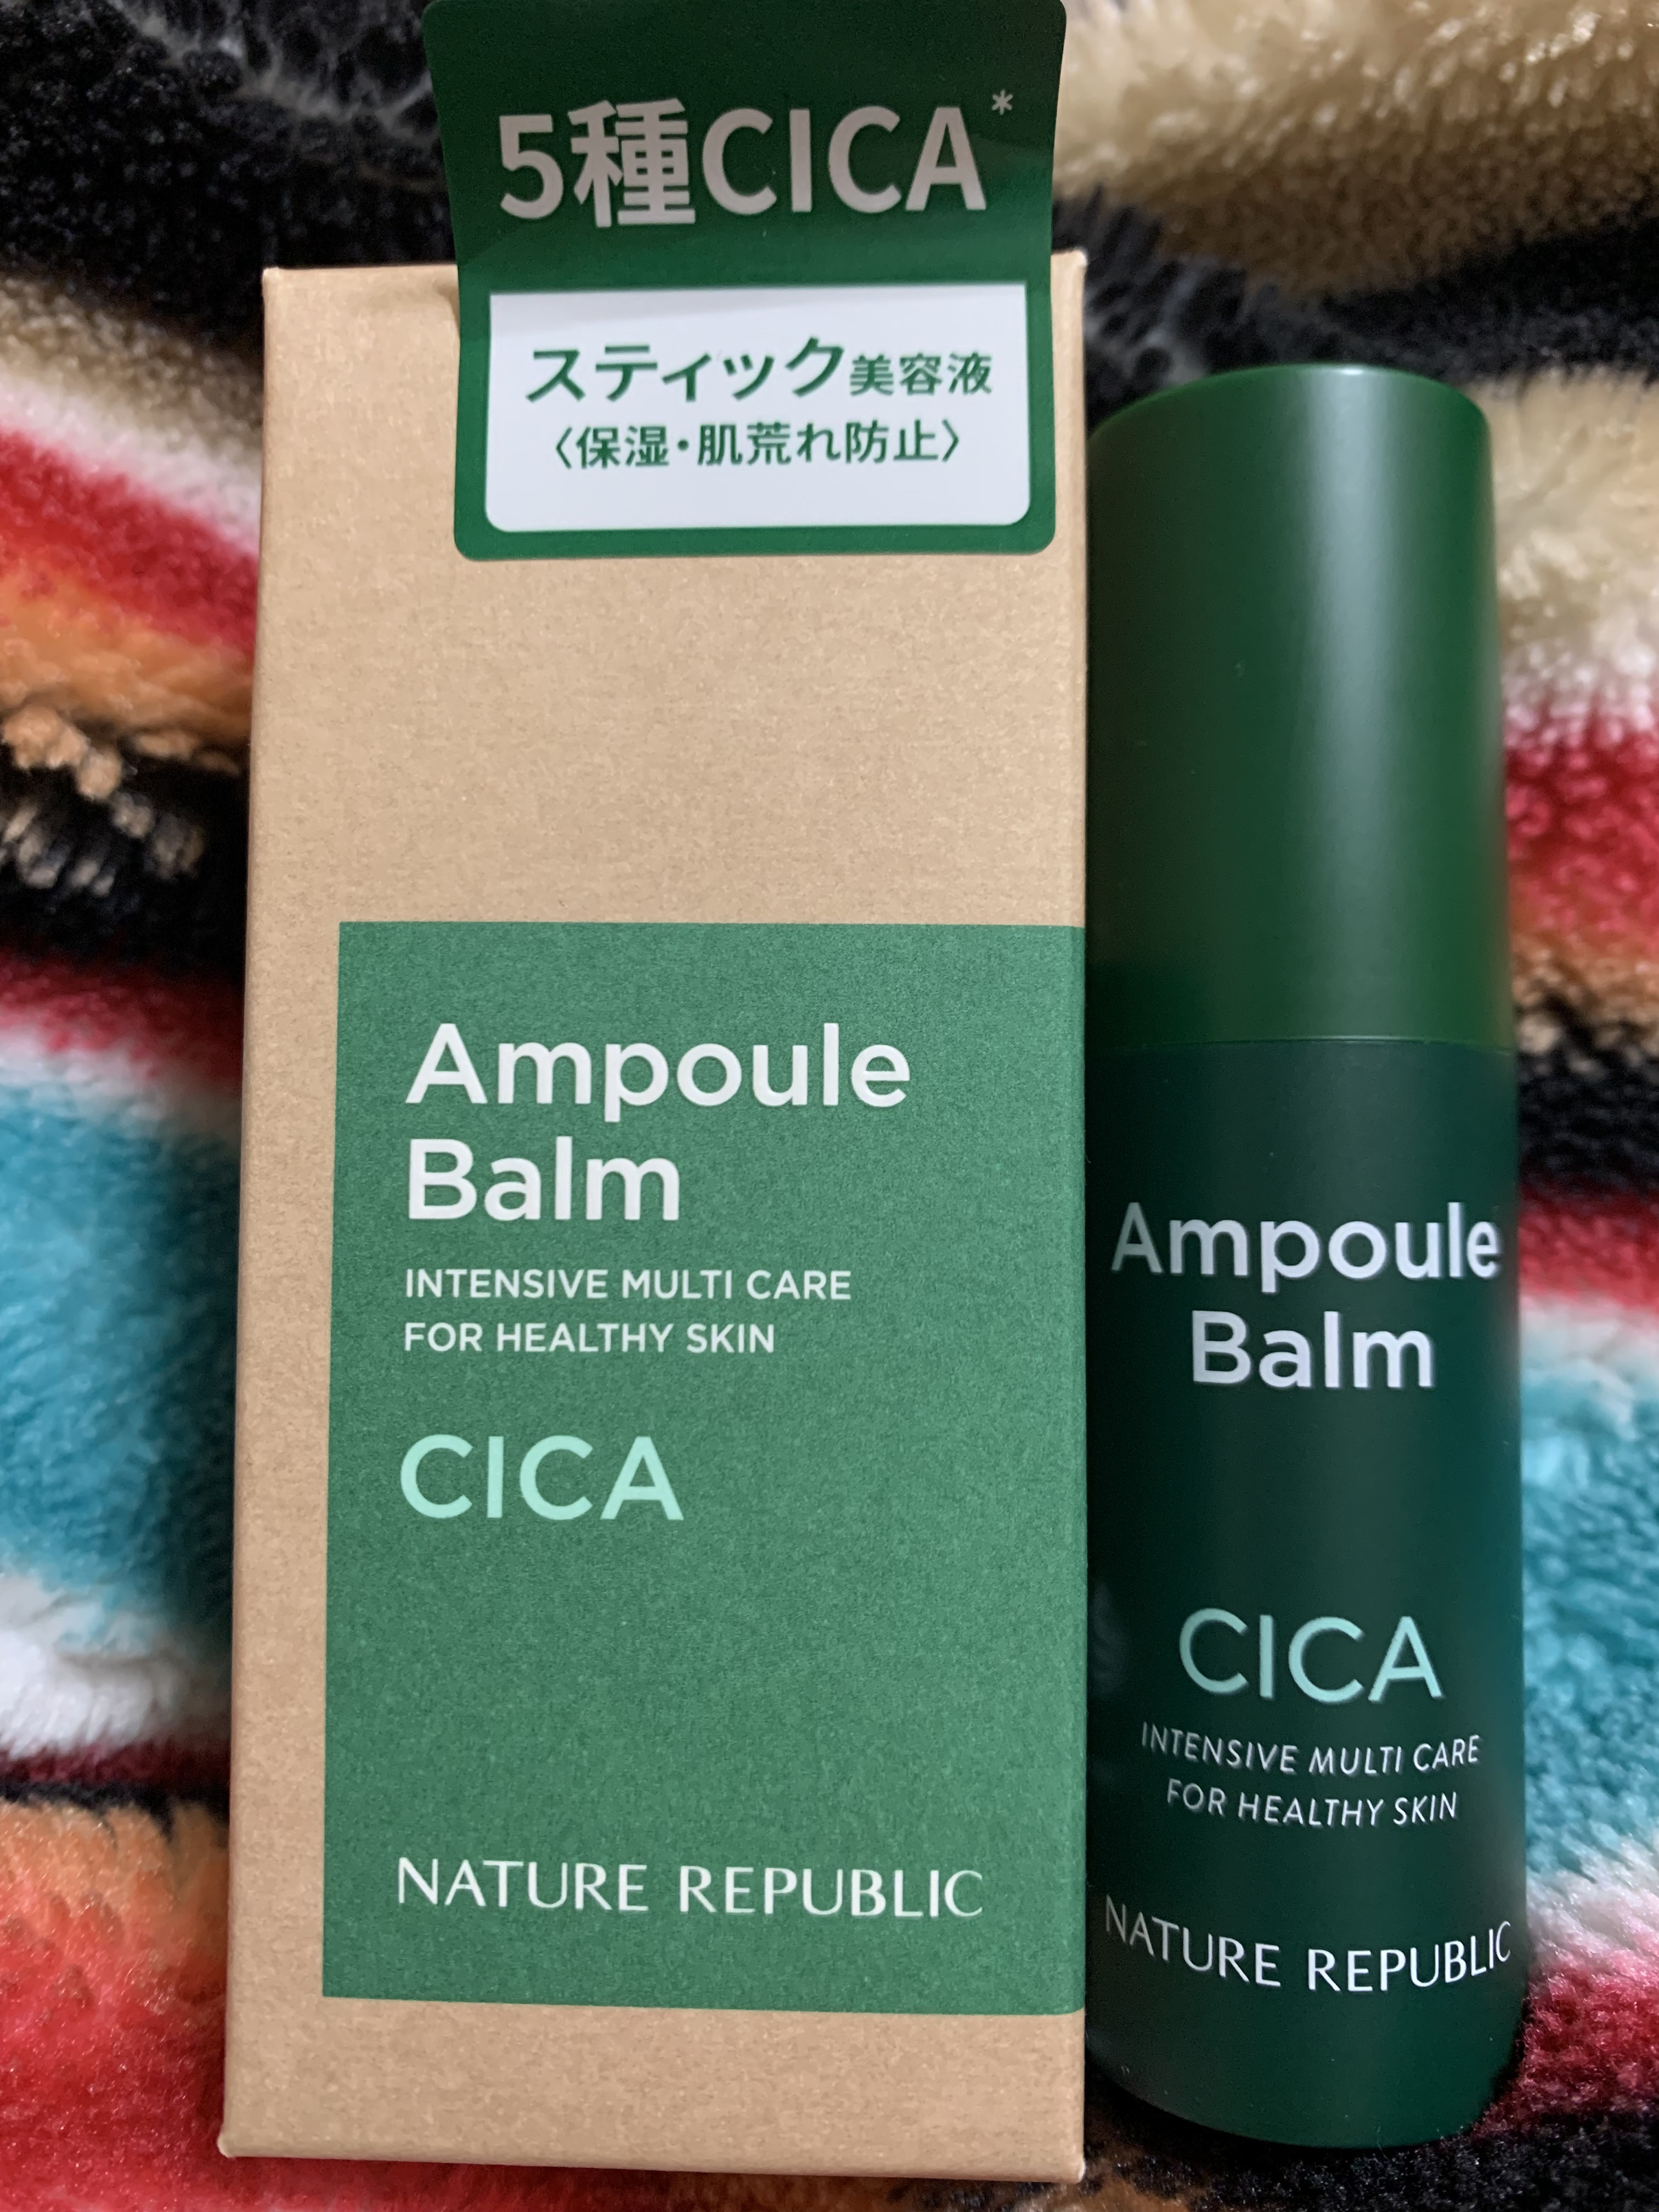 5種CICA*
スティック美容液
〈保湿・肌荒れ防止〉
Ampoule
Balm
INTENSIVE MULTI CARE
FOR HEALTHY SKIN
CICA
NATURE REPUBLIC
Ampoule
Balm
CICA
INTENSIVE MULTI CARE
FOR HEALTHY SKIN
NATURE REPUBLIC